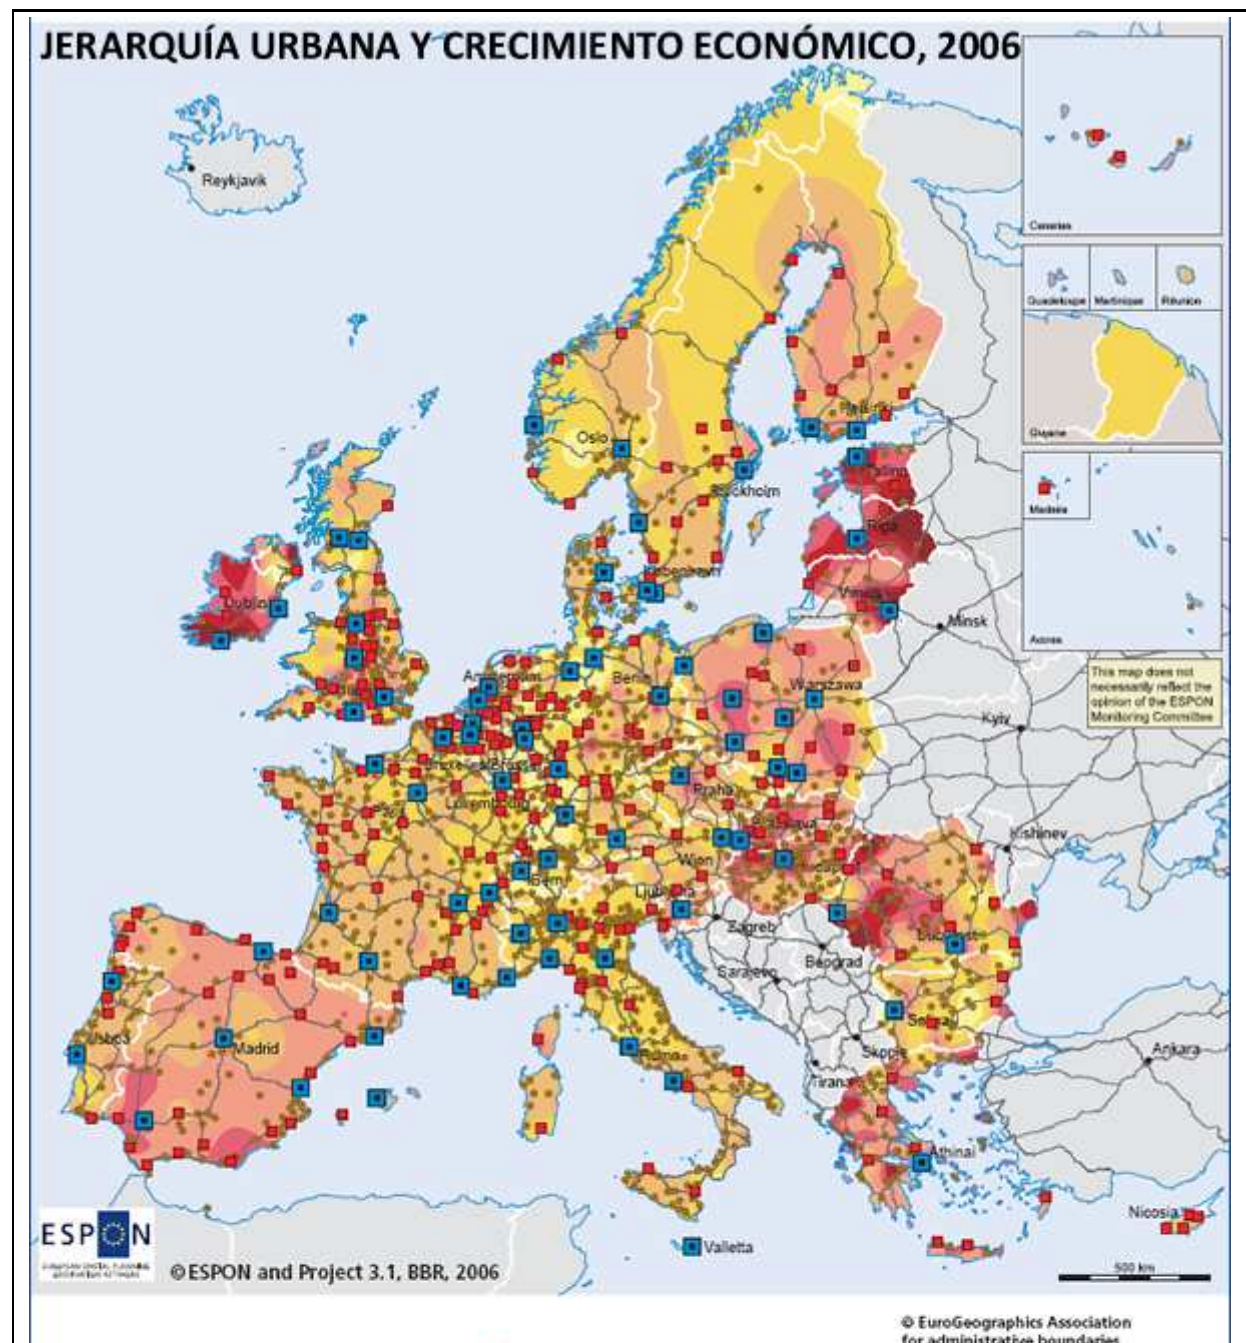 JERARQUÍA URBANA Y CRECIMIENTO ECONÓMICO, 2006
Reykjavik
Canarias
Guadeloupe
Martinique
Réunion
Guyane
Helsinki
Oslo
Tallinn
Stockholm
Madeira
Riga
København
Dublin
Vilnius
Minsk
Azores
Amsterdam
Berlin
Warszawa
This map does not
necessarily reflect the
opinion of the ESPON
Monitoring Committee
Kyiv
Praha
Luxembourg
Paris
Bratislava
Kishinev
Wien
Bern
Ljubljana
Zagreb
Bucuresti
Beograd
Sarajevo
Lisboa
Madrid
Sofiya
Roma
Skopje
Ankara
Tirana
Athinai
Nicosia
Valletta
ESPON
500 km
©ESPON and Project 3.1, BBR, 2006
© EuroGeographics Association
for administrative boundaries